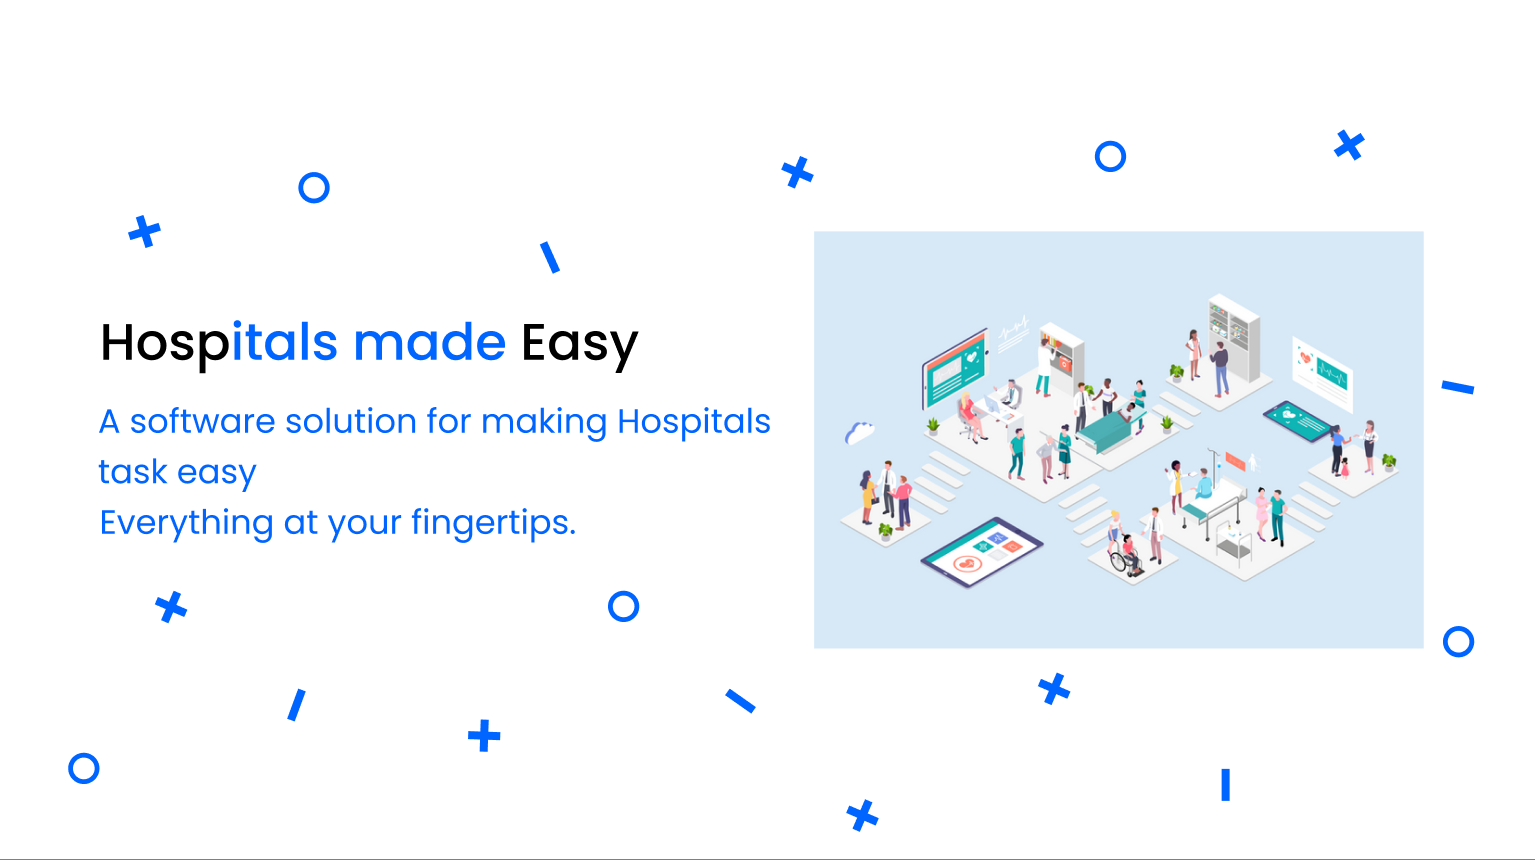 Hospitals made Easy
A software solution for making Hospitals
task easy
Everything at your fingertips.